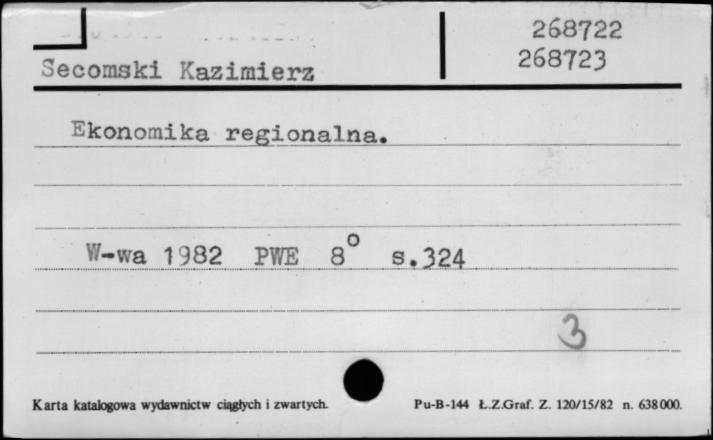 268722
268723
Secomski Kazimierz
Ekonomika regionalna.
W-wa 1982 PWE 8° s.324
3
Karta katalogowa wydawnictw ciągłych i zwartych.
Pu-B-144 Ł.Z.Graf. Z. 120/15/82 n. 638000.